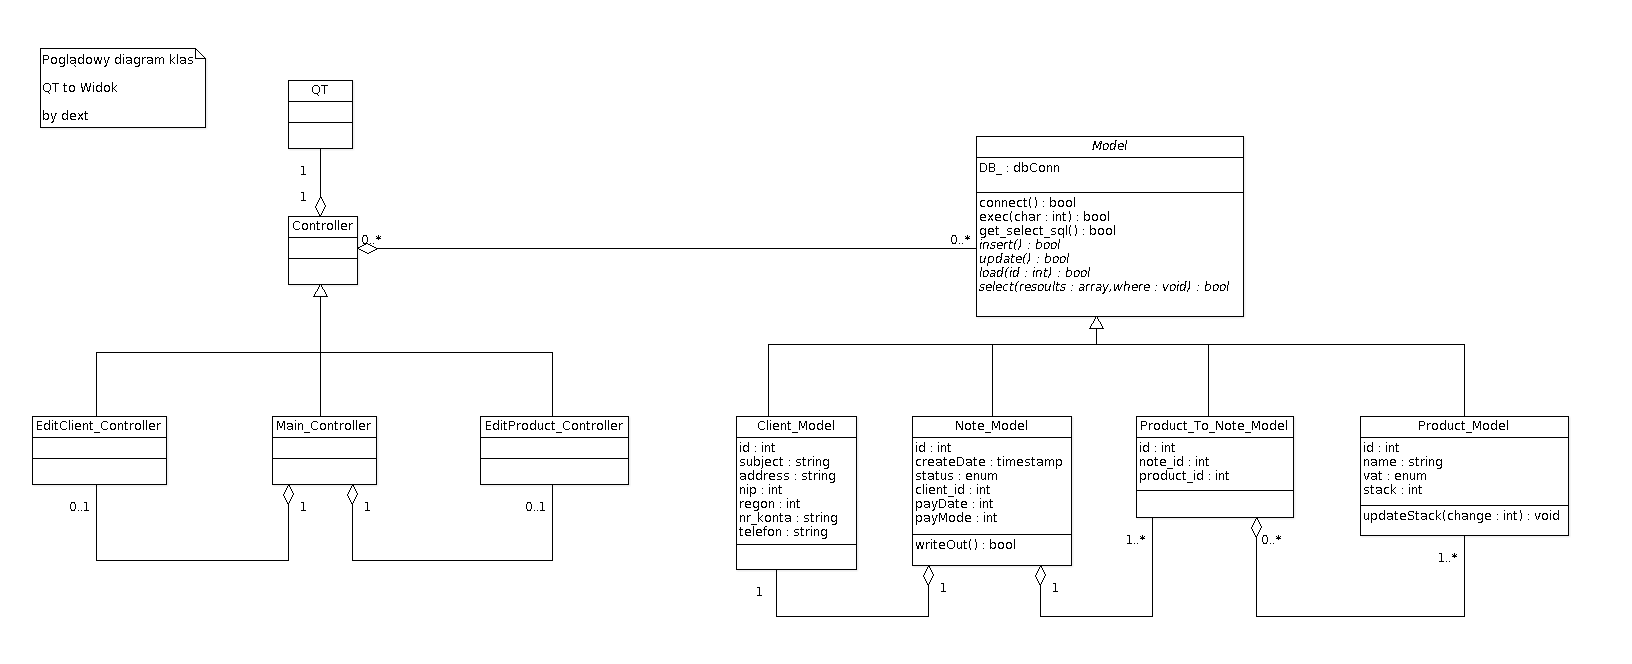 Poglądowy diagram klas
QT to Widok
by dext
QT
1
1
Controller
0..*
0..*
Model
DB_ : dbConn
connect() : bool
exec(char : int) : bool
get_select_sql() : bool
insert() : bool
update() : bool
load(id : int) : bool
select(resoults : array,where : void) : bool
EditClient_Controller
0..1
Main_Controller
1
1
EditProduct_Controller
0..1
Client_Model
id : int
subject : string
address : string
nip : int
regon : int
nr_konta : string
telefon : string
1
Note_Model
id : int
createDate : timestamp
status : enum
client_id : int
payDate : int
payMode : int
writeOut() : bool
1
1
Product_To_Note_Model
id : int
note_id : int
product_id : int
1..*
0..*
Product_Model
id : int
name : string
vat : enum
stack : int
updateStack(change : int) : void
1..*